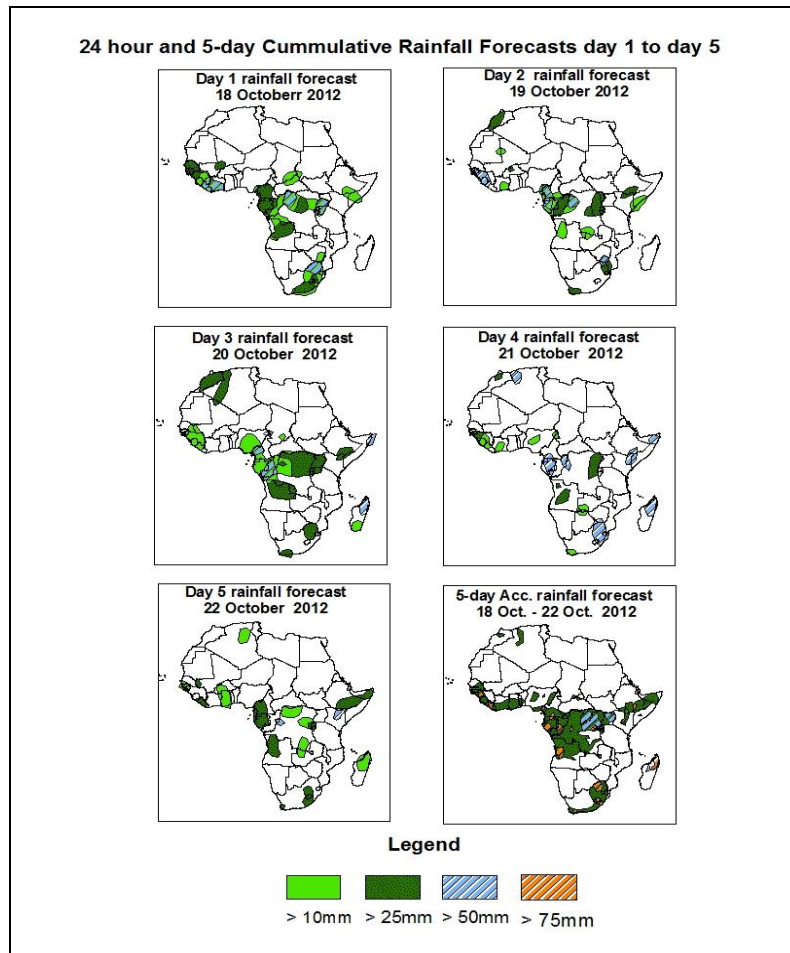 24 hour and 5-day Cummulative Rainfall Forecasts day 1 to day 5
Day 1 rainfall forecast
18 Octoberr 2012
Day 2 rainfall forecast
19 October 2012
Day 3 rainfall forecast
20 October 2012
Day 4 rainfall forecast
21 October 2012
Day 5 rainfall forecast
22 October 2012
5-day Acc. rainfall forecast
18 Oct. - 22 Oct. 2012
Legend
> 10mm > 25mm > 50mm > 75mm